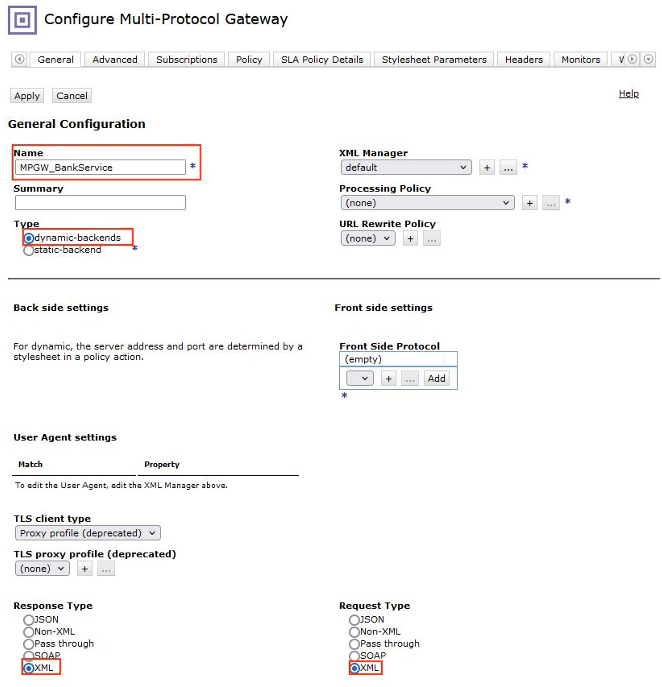 Configure Multi-Protocol Gateway
General Advanced Subscriptions Policy SLA Policy Details Stylesheet Parameters Headers Monitors W
Apply Cancel Help
General Configuration
Name
MPGW_BankService *
Summary
Type
dynamic-backends
static-backend *
XML Manager
default + ... *
Processing Policy
(none) + ... *
URL Rewrite Policy
(none) + ...
Back side settings
For dynamic, the server address and port are determined by a
stylesheet in a policy action.
Front side settings
Front Side Protocol
(empty)
+ ... Add
*
User Agent settings
Match Property
To edit the User Agent, edit the XML Manager above.
TLS client type
Proxy profile (deprecated)
TLS proxy profile (deprecated)
(none) + ...
Response Type
JSON
Non-XML
Pass through
SOAP
XML
Request Type
JSON
Non-XML
Pass through
SOAP
XML